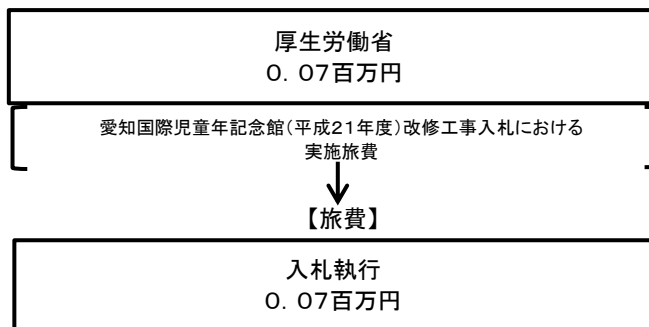 厚生労働省
０．０７百万円
愛知国際児童年記念館（平成２１年度）改修工事入札における
実施旅費
【旅費】
入札執行
０．０７百万円